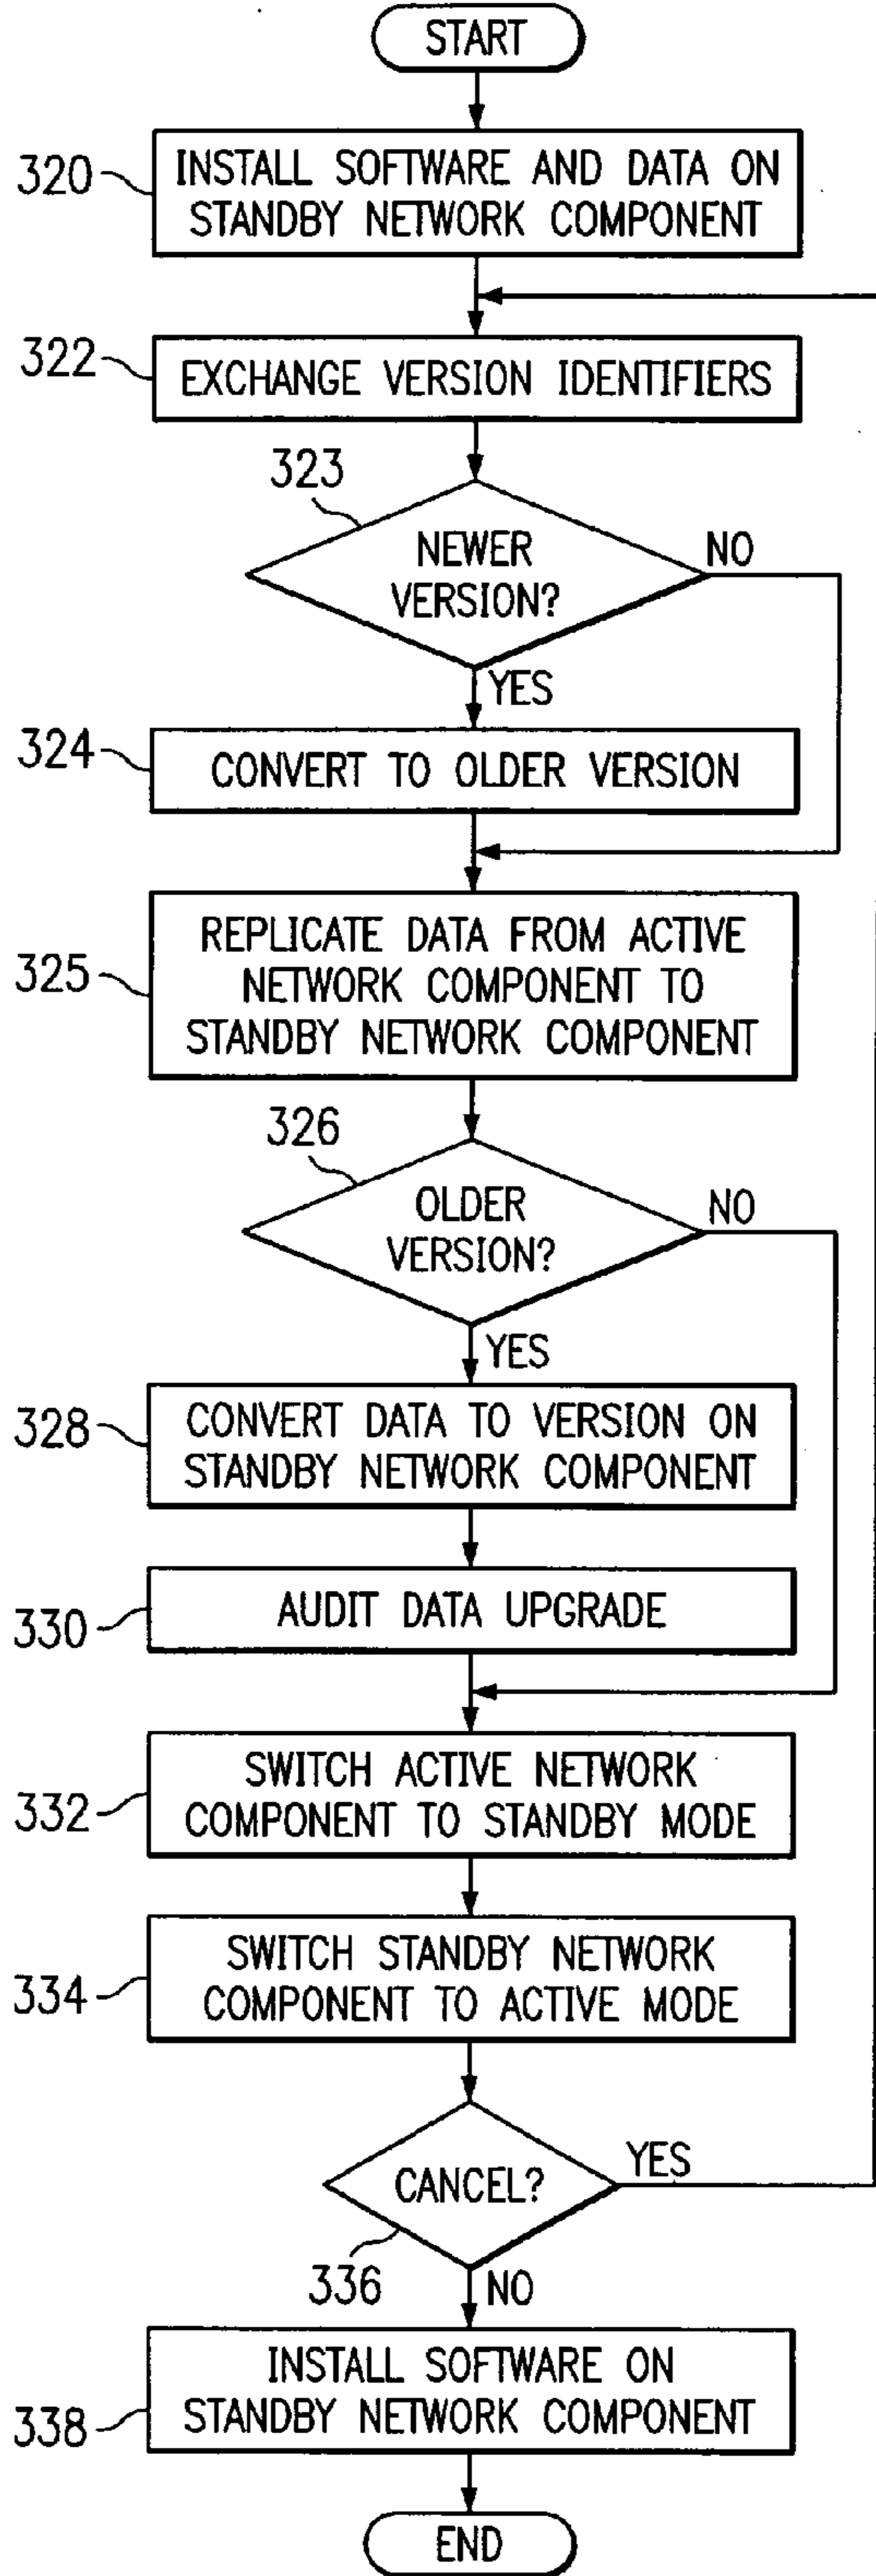 START
320
INSTALL SOFTWARE AND DATA ON
STANDBY NETWORK COMPONENT
322
EXCHANGE VERSION IDENTIFIERS
323
NEWER
VERSION?
NO
YES
324
CONVERT TO OLDER VERSION
325
REPLICATE DATA FROM ACTIVE
NETWORK COMPONENT TO
STANDBY NETWORK COMPONENT
326
OLDER
VERSION?
NO
YES
328
CONVERT DATA TO VERSION ON
STANDBY NETWORK COMPONENT
330
AUDIT DATA UPGRADE
332
SWITCH ACTIVE NETWORK
COMPONENT TO STANDBY MODE
334
SWITCH STANDBY NETWORK
COMPONENT TO ACTIVE MODE
CANCEL?
YES
336
NO
338
INSTALL SOFTWARE ON
STANDBY NETWORK COMPONENT
END